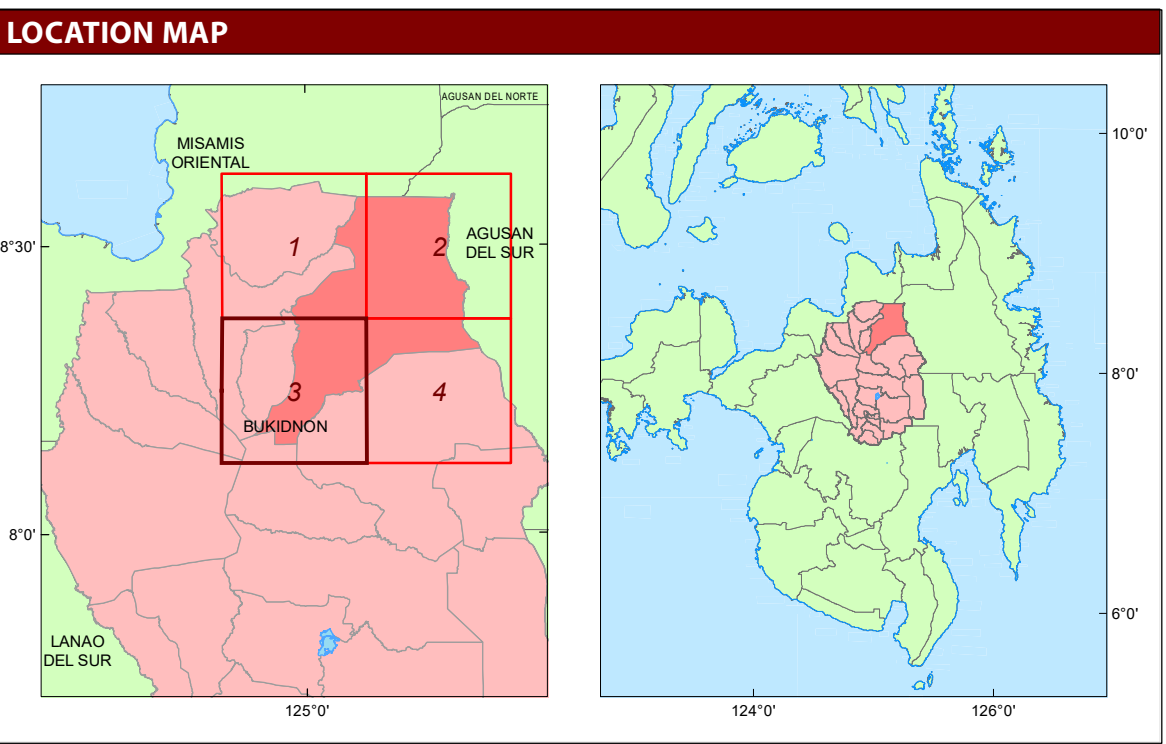 LOCATION MAP
AGUSAN DEL NORTE
MISAMIS
ORIENTAL
1
2
AGUSAN
DEL SUR
8°30'
3
4
BUKIDNON
8°0'
LANAO
DEL SUR
125°0'
10°0'
8°0'
6°0'
124°0'
126°0'